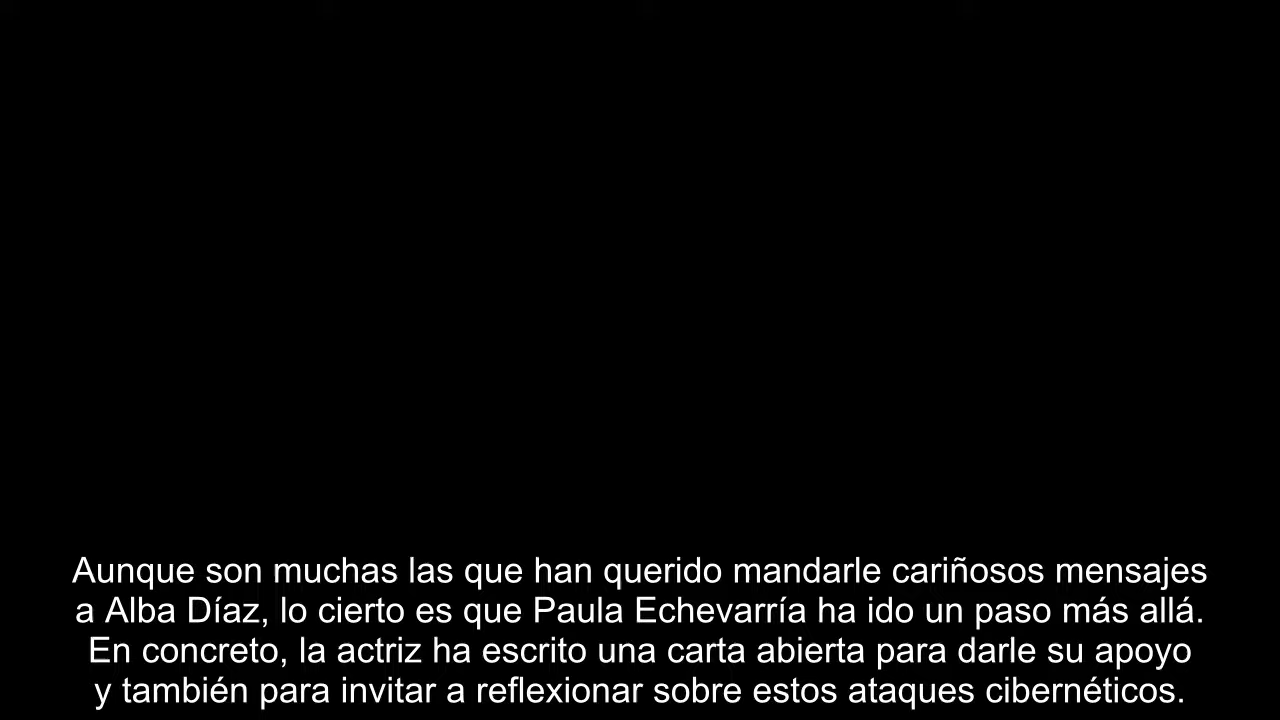 Aunque son muchas las que han querido mandarle cariñosos mensajes
a Alba Díaz, lo cierto es que Paula Echevarría ha ido un paso más allá.
En concreto, la actriz ha escrito una carta abierta para darle su apoyo
y también para invitar a reflexionar sobre estos ataques cibernéticos.